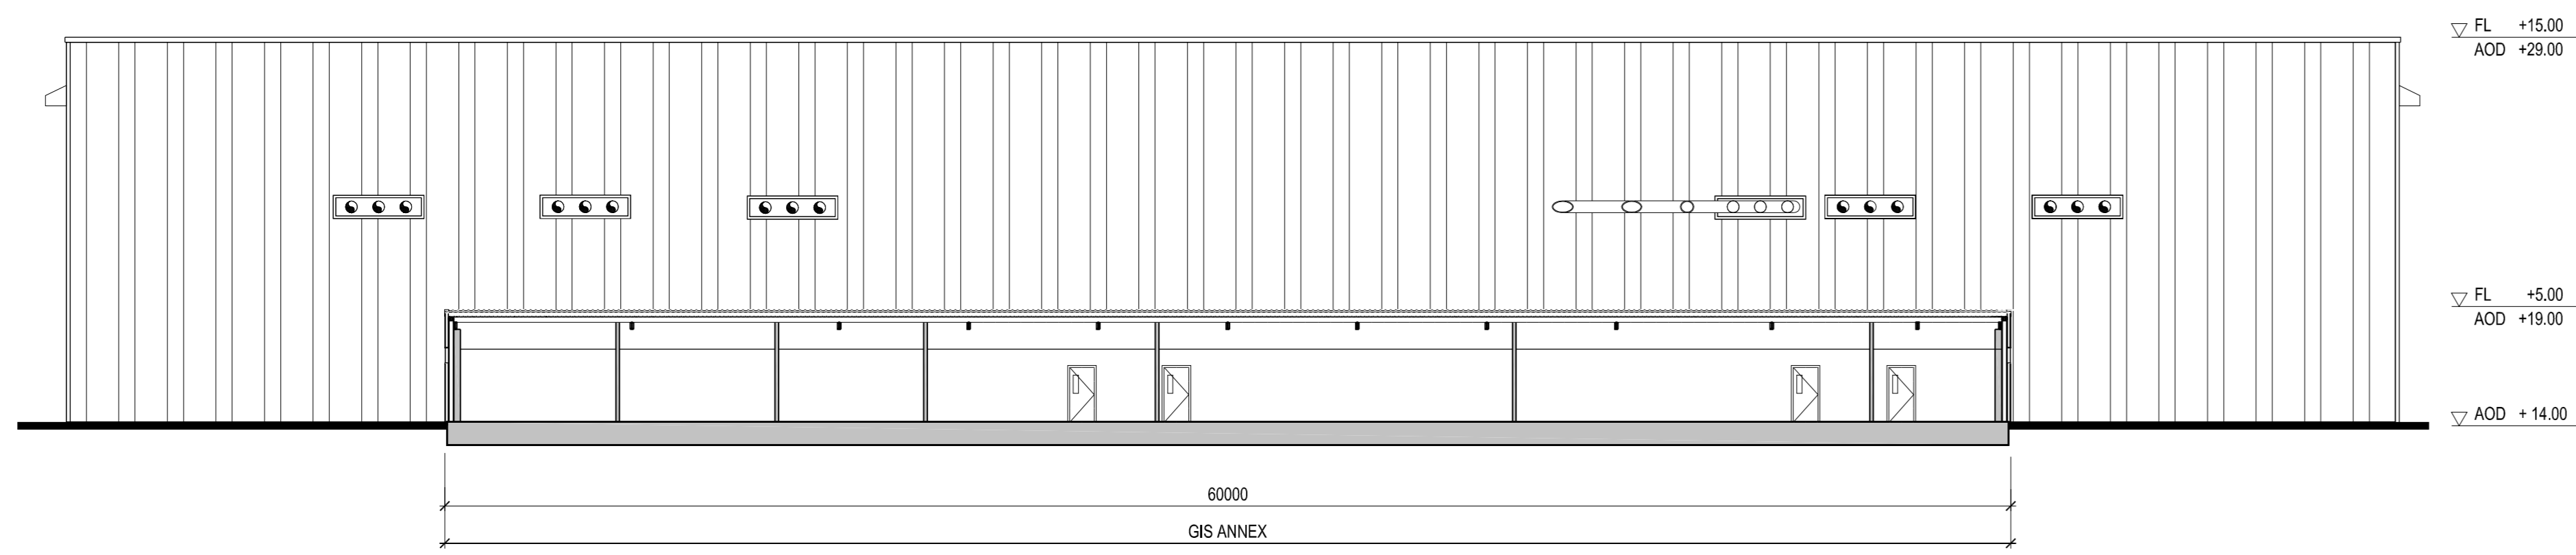 FL +15.00
AOD +29.00
FL +5.00
AOD +19.00
AOD + 14.00
60000
GIS ANNEX